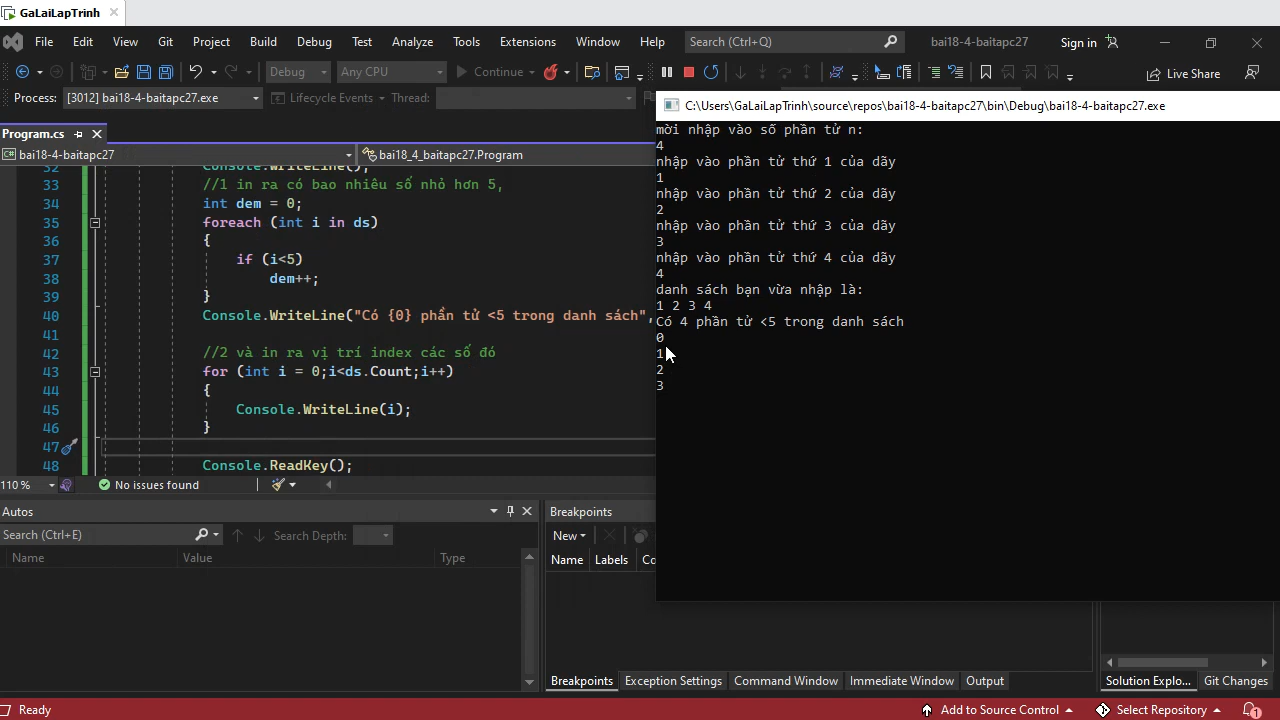 GaLaiLapTrinh
File Edit View Git Project Build Debug Test Analyze Tools Extensions Window Help Search (Ctrl+Q) bai18-4-baitapc27 Sign in
Debug Any CPU Continue Live Share
Process: [3012] bai18-4-baitapc27.exe Lifecycle Events Thread:
Program.cs
bai18-4-baitapc27 bai18_4_baitapc27.Program
32 Console.WriteLine();
33 //1 in ra có bao nhiêu số nhỏ hơn 5,
34 int dem = 0;
35 foreach (int i in ds)
36 {
37 if (i<5)
38 dem++;
39 }
40 Console.WriteLine("Có {0} phần tử <5 trong danh sách",
41
42 //2 và in ra vị trí index các số đó
43 for (int i = 0;i<ds.Count;i++)
44 {
45 Console.WriteLine(i);
46 }
47
48 Console.ReadKey();
110 % No issues found
C:\Users\GaLaiLapTrinh\source\repos\bai18-4-baitapc27\bin\Debug\bai18-4-baitapc27.exe
mời nhập vào số phần tử n:
4
nhập vào phần tử thứ 1 của dãy
1
nhập vào phần tử thứ 2 của dãy
2
nhập vào phần tử thứ 3 của dãy
3
nhập vào phần tử thứ 4 của dãy
4
danh sách bạn vừa nhập là:
1 2 3 4
Có 4 phần tử <5 trong danh sách
0
1
2
3
Autos
Search (Ctrl+E) Search Depth:
Name Value Type
Breakpoints
New
Name Labels Co
Breakpoints Exception Settings Command Window Immediate Window Output
Solution Explo... Git Changes
Ready Add to Source Control Select Repository 1